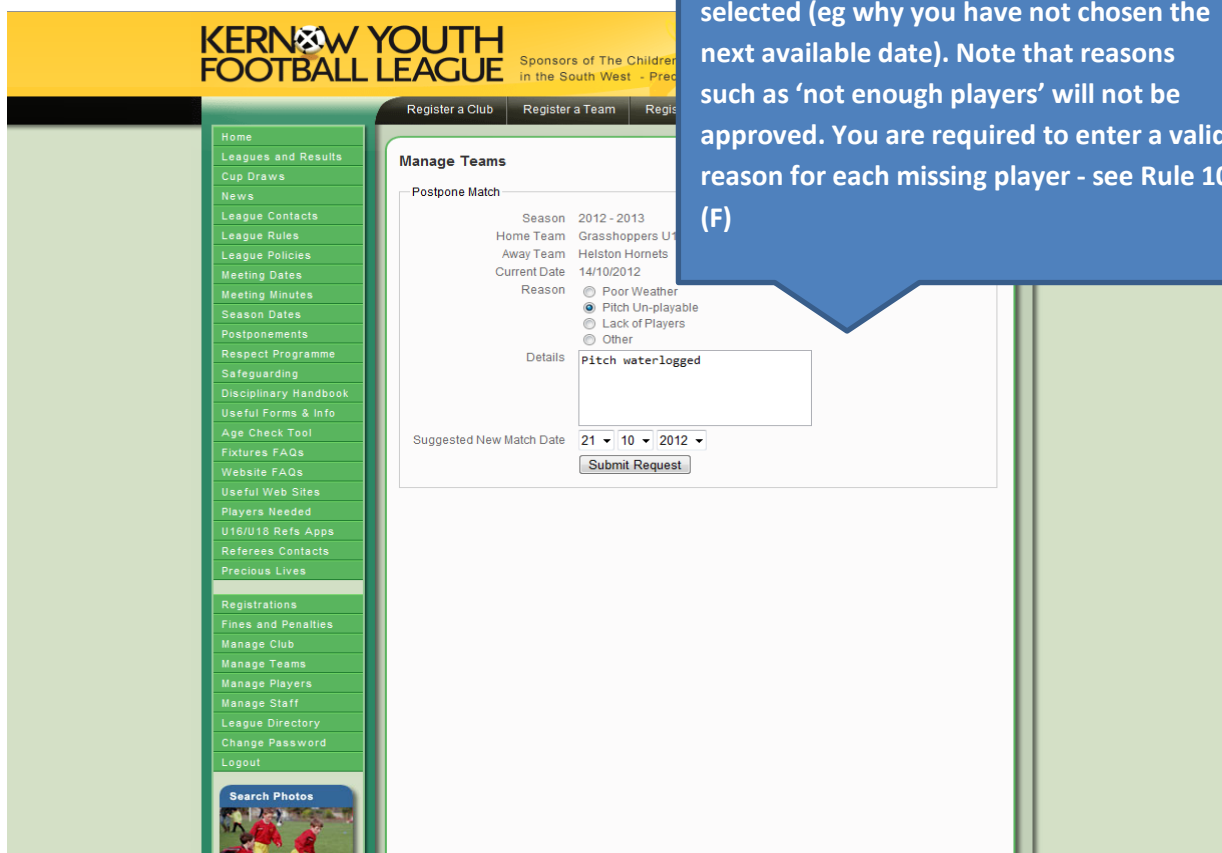 selected (eg why you have not chosen the
next available date). Note that reasons
such as ‘not enough players’ will not be
approved. You are required to enter a valid
reason for each missing player - see Rule 10
(F)
KERNOW YOUTH
FOOTBALL LEAGUE
Sponsors of The Children
in the South West - Prec
Register a Club
Register a Team
Regis
Home
Leagues and Results
Cup Draws
News
League Contacts
League Rules
League Policies
Meeting Dates
Meeting Minutes
Season Dates
Postponements
Respect Programme
Safeguarding
Disciplinary Handbook
Useful Forms & Info
Age Check Tool
Fixtures FAQs
Website FAQs
Useful Web Sites
Players Needed
U16/U18 Refs Apps
Referees Contacts
Precious Lives
Registrations
Fines and Penalties
Manage Club
Manage Teams
Manage Players
Manage Staff
League Directory
Change Password
Logout
Search Photos
Manage Teams
Postpone Match
Season 2012 - 2013
Home Team Grasshoppers U1
Away Team Helston Hornets
Current Date 14/10/2012
Reason Poor Weather
Pitch Un-playable
Lack of Players
Other
Details Pitch waterlogged
Suggested New Match Date 21 10 2012
Submit Request